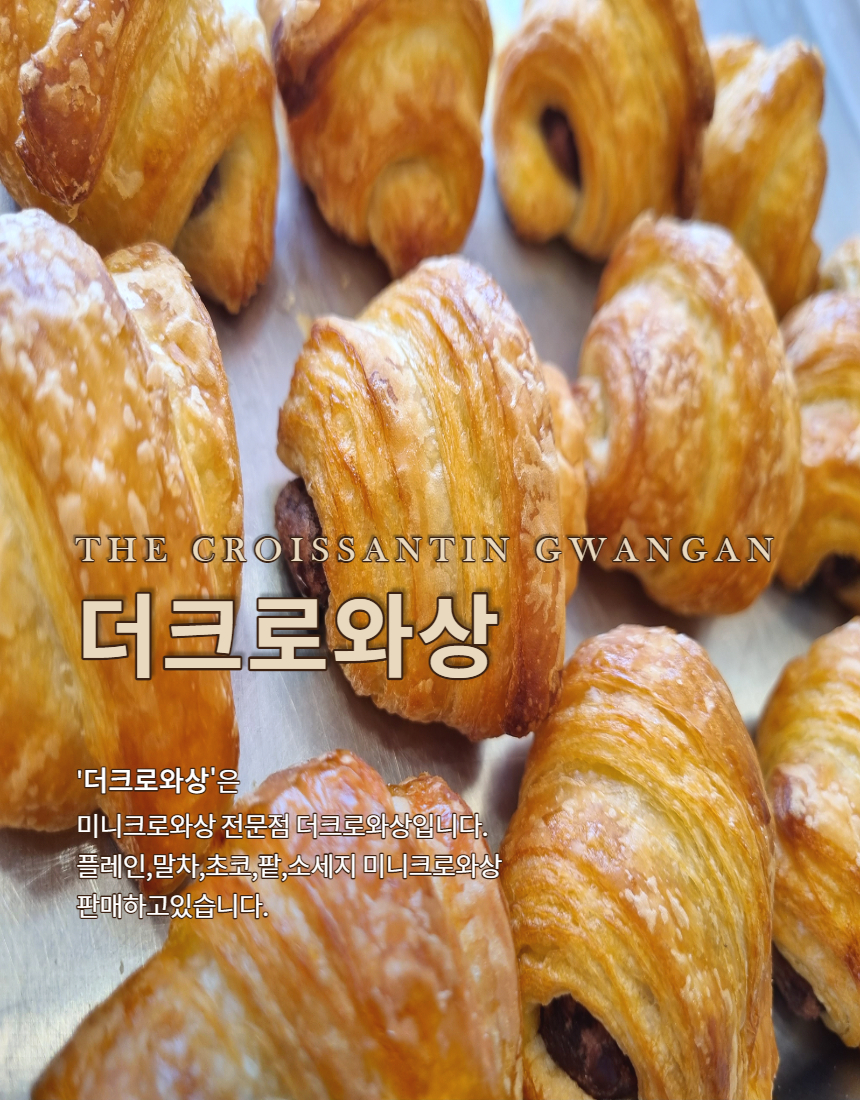 THE CROISSANTIN GWANGAN
더크로와상
'더크로와상'은
미니크로와상 전문점 더크로와상입니다.
플레인,말차,초코,팥,소세지 미니크로와상
판매하고있습니다.